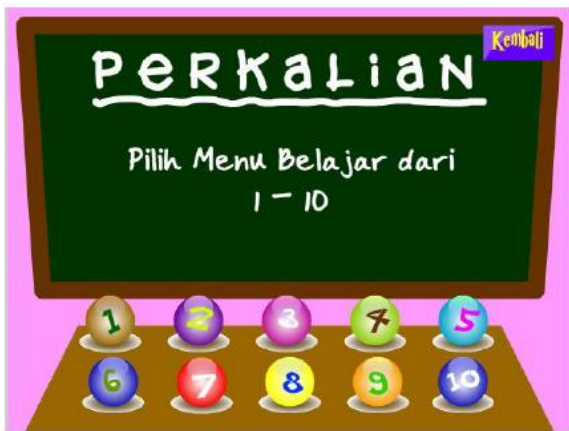 Kembali
PERKALIAN
Pilih Menu Belajar dari
1 - 10
1 2 3 4 5
6 7 8 9 10